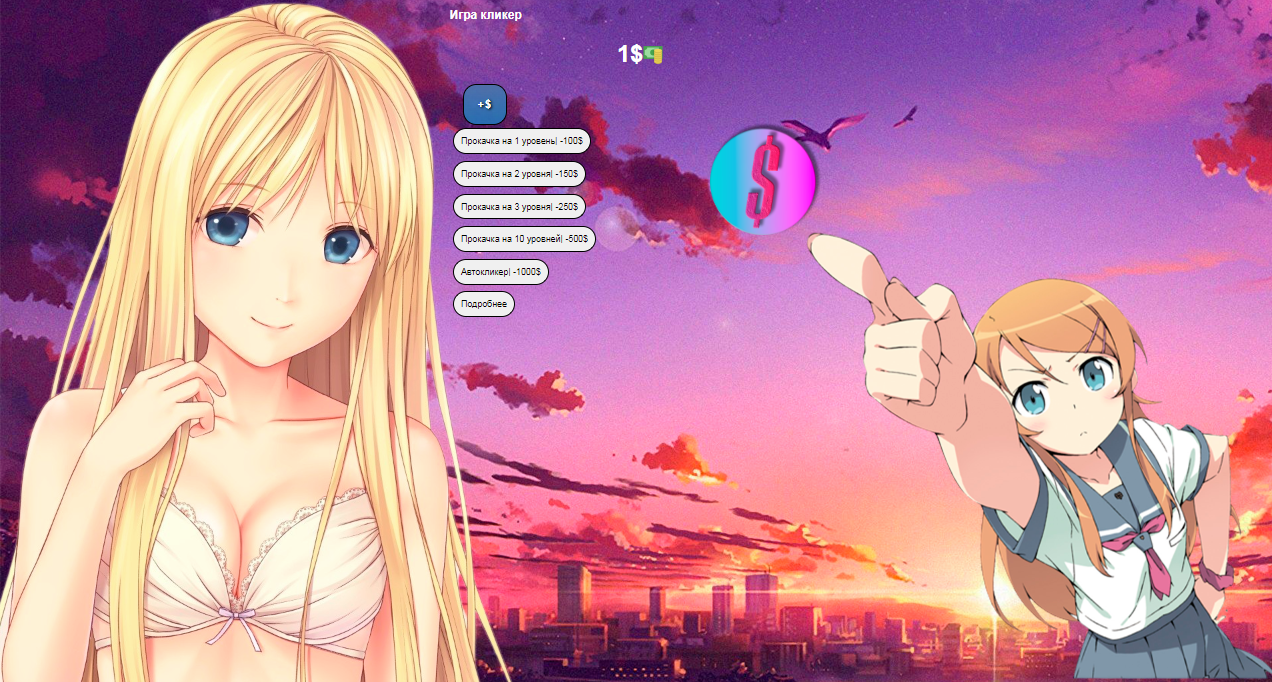 Игра кликер
1$
+$
Прокачка на 1 уровень| -100$
Прокачка на 2 уровня| -150$
Прокачка на 3 уровня| -250$
Прокачка на 10 уровней| -500$
Автокликер| -1000$
Подробнее
$